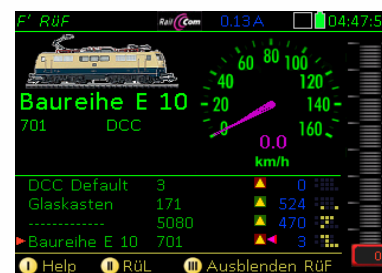 F' RüF RailCom 0.13A 04:47:5
80
60 100
40 120
Baureihe E 10 20 140
701 DCC 0 160
0.0
km/h
DCC Default 3 0
Glaskasten 171 524
------------- 5080 470
Baureihe E 10 701 3
0
I Help II RüL III Ausblenden RüF